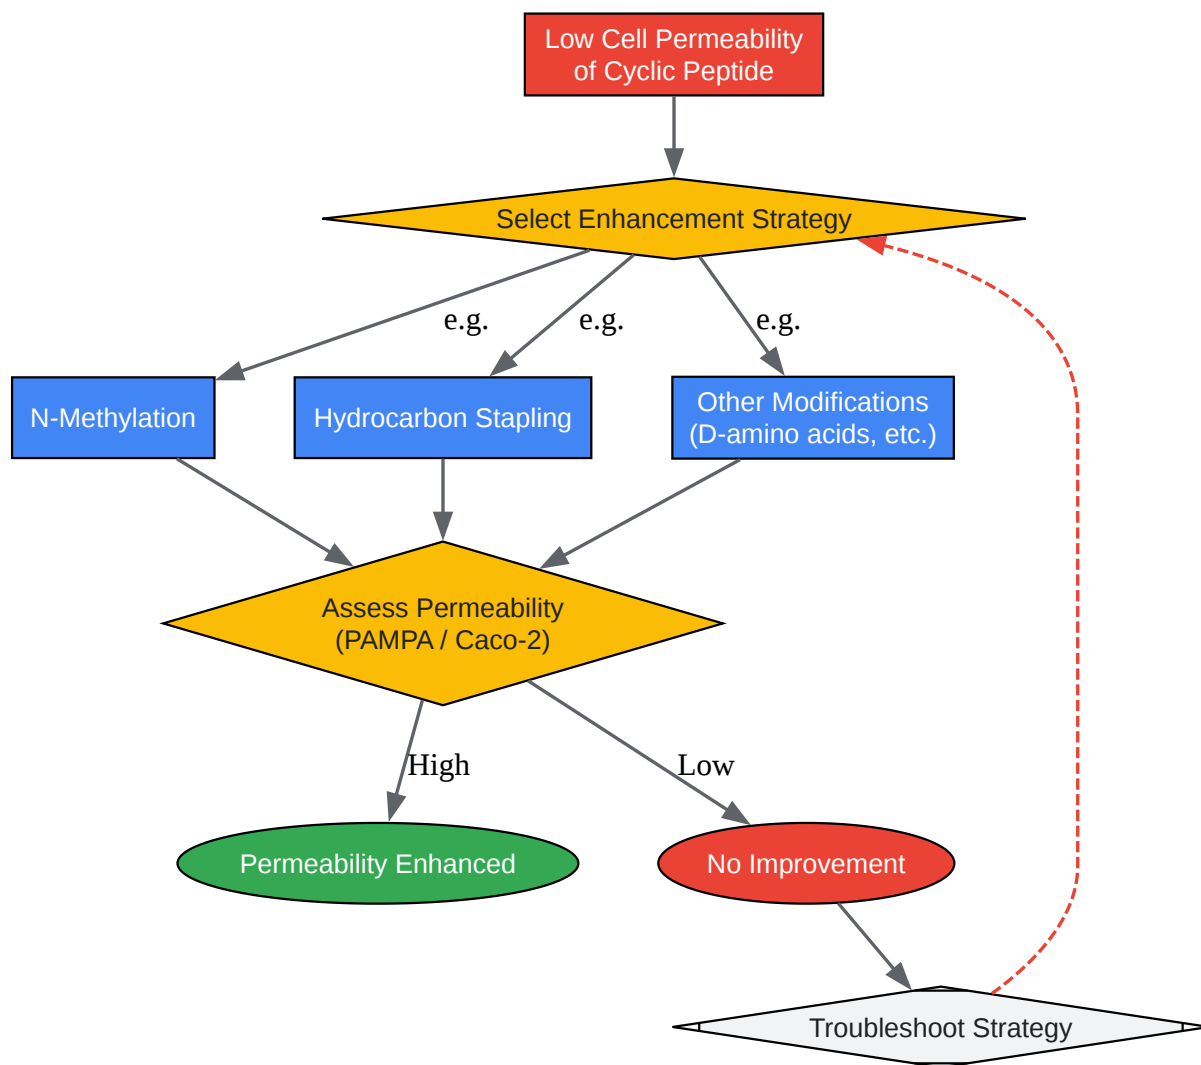 Low Cell Permeability
of Cyclic Peptide
Select Enhancement Strategy
e.g.
e.g.
e.g.
N-Methylation
Hydrocarbon Stapling
Other Modifications
(D-amino acids, etc.)
Assess Permeability
(PAMPA / Caco-2)
High
Low
Permeability Enhanced
No Improvement
Troubleshoot Strategy